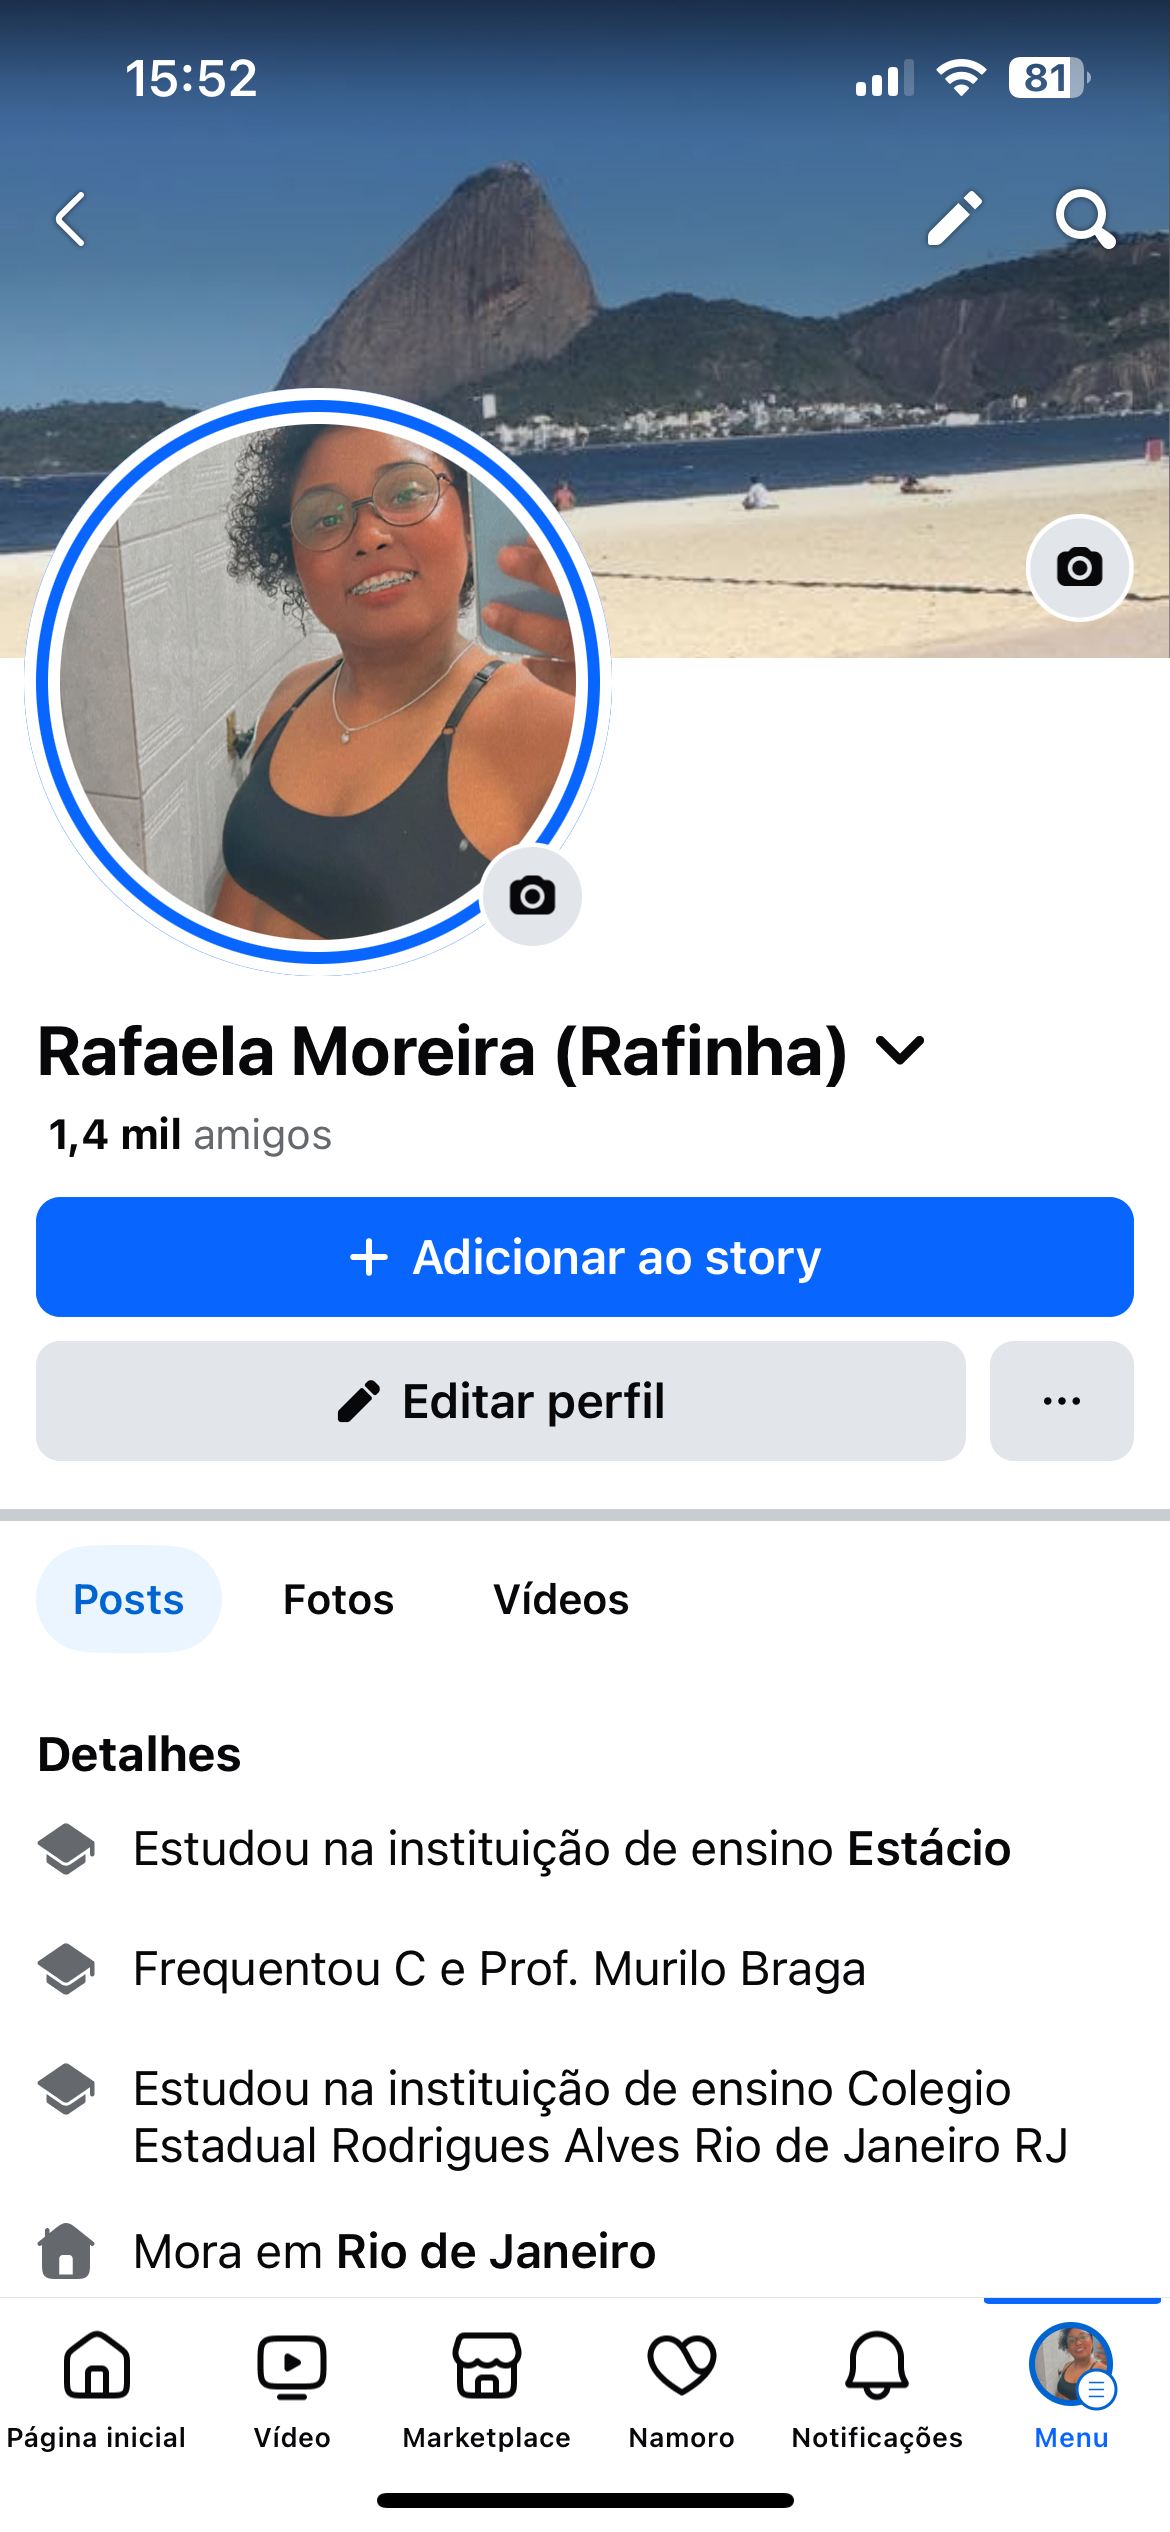 15:52
81
Rafaela Moreira (Rafinha)
1,4 mil amigos
+ Adicionar ao story
Editar perfil
...
Posts Fotos Vídeos
Detalhes
Estudou na instituição de ensino Estácio
Frequentou C e Prof. Murilo Braga
Estudou na instituição de ensino Colegio
Estadual Rodrigues Alves Rio de Janeiro RJ
Mora em Rio de Janeiro
Página inicial Vídeo Marketplace Namoro Notificações Menu